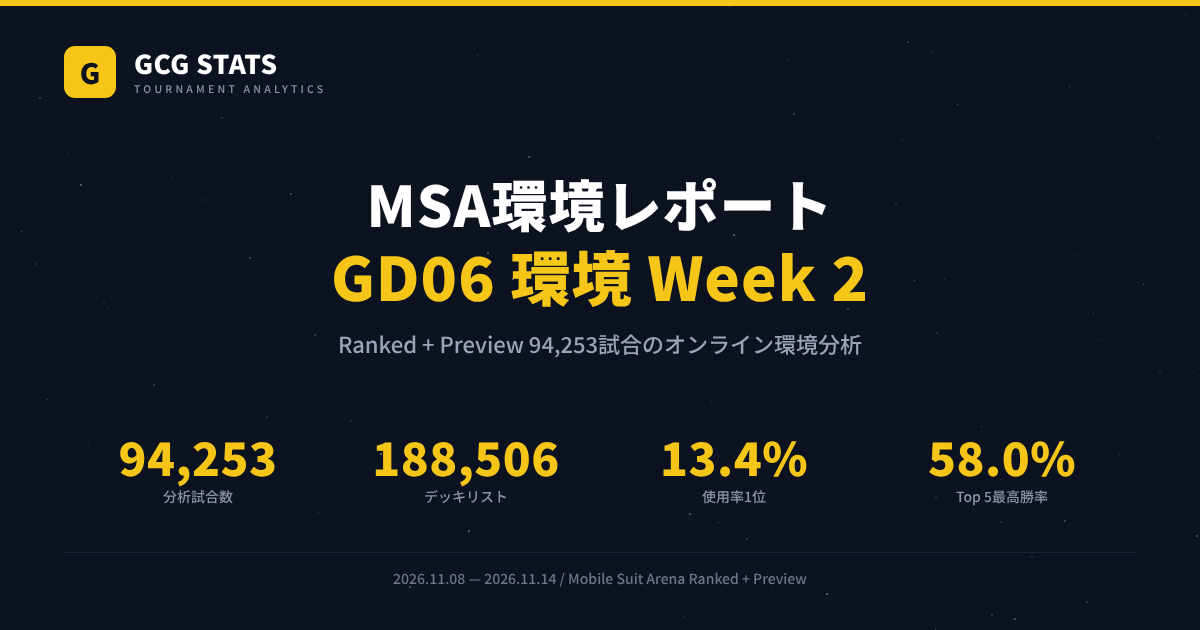 G
GCG STATS
TOURNAMENT ANALYTICS
MSA環境レポート
GD06 環境 Week 2
Ranked + Preview 94,253試合のオンライン環境分析
94,253
分析試合数
188,506
デッキリスト
13.4%
使用率1位
58.0%
Top 5最高勝率
2026.11.08 — 2026.11.14 / Mobile Suit Arena Ranked + Preview